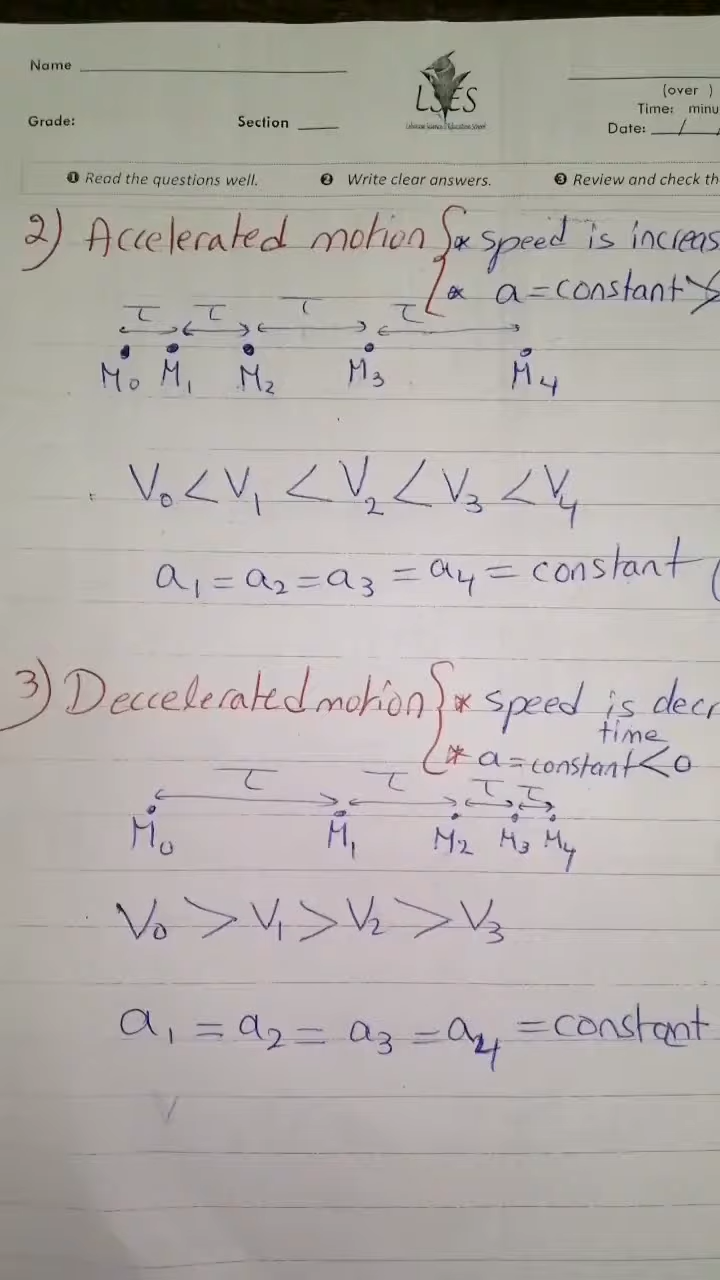 Name
LSES
(over )
Time: minu
Grade: Section
Date: / /
❶ Read the questions well. ❷ Write clear answers. ❸ Review and check th
2) Accelerated motion { * speed is increas
* a = constant >
τ τ τ τ
M₀ M₁ M₂ M₃ M₄
V₀ < V₁ < V₂ < V₃ < V₄
a₁ = a₂ = a₃ = a₄ = constant (
3) Deccelerated motion { * speed is decr
time
* a = constant < 0
τ τ τ τ
M₀ M₁ M₂ M₃ M₄
V₀ > V₁ > V₂ > V₃
a₁ = a₂ = a₃ = a₄ = constant